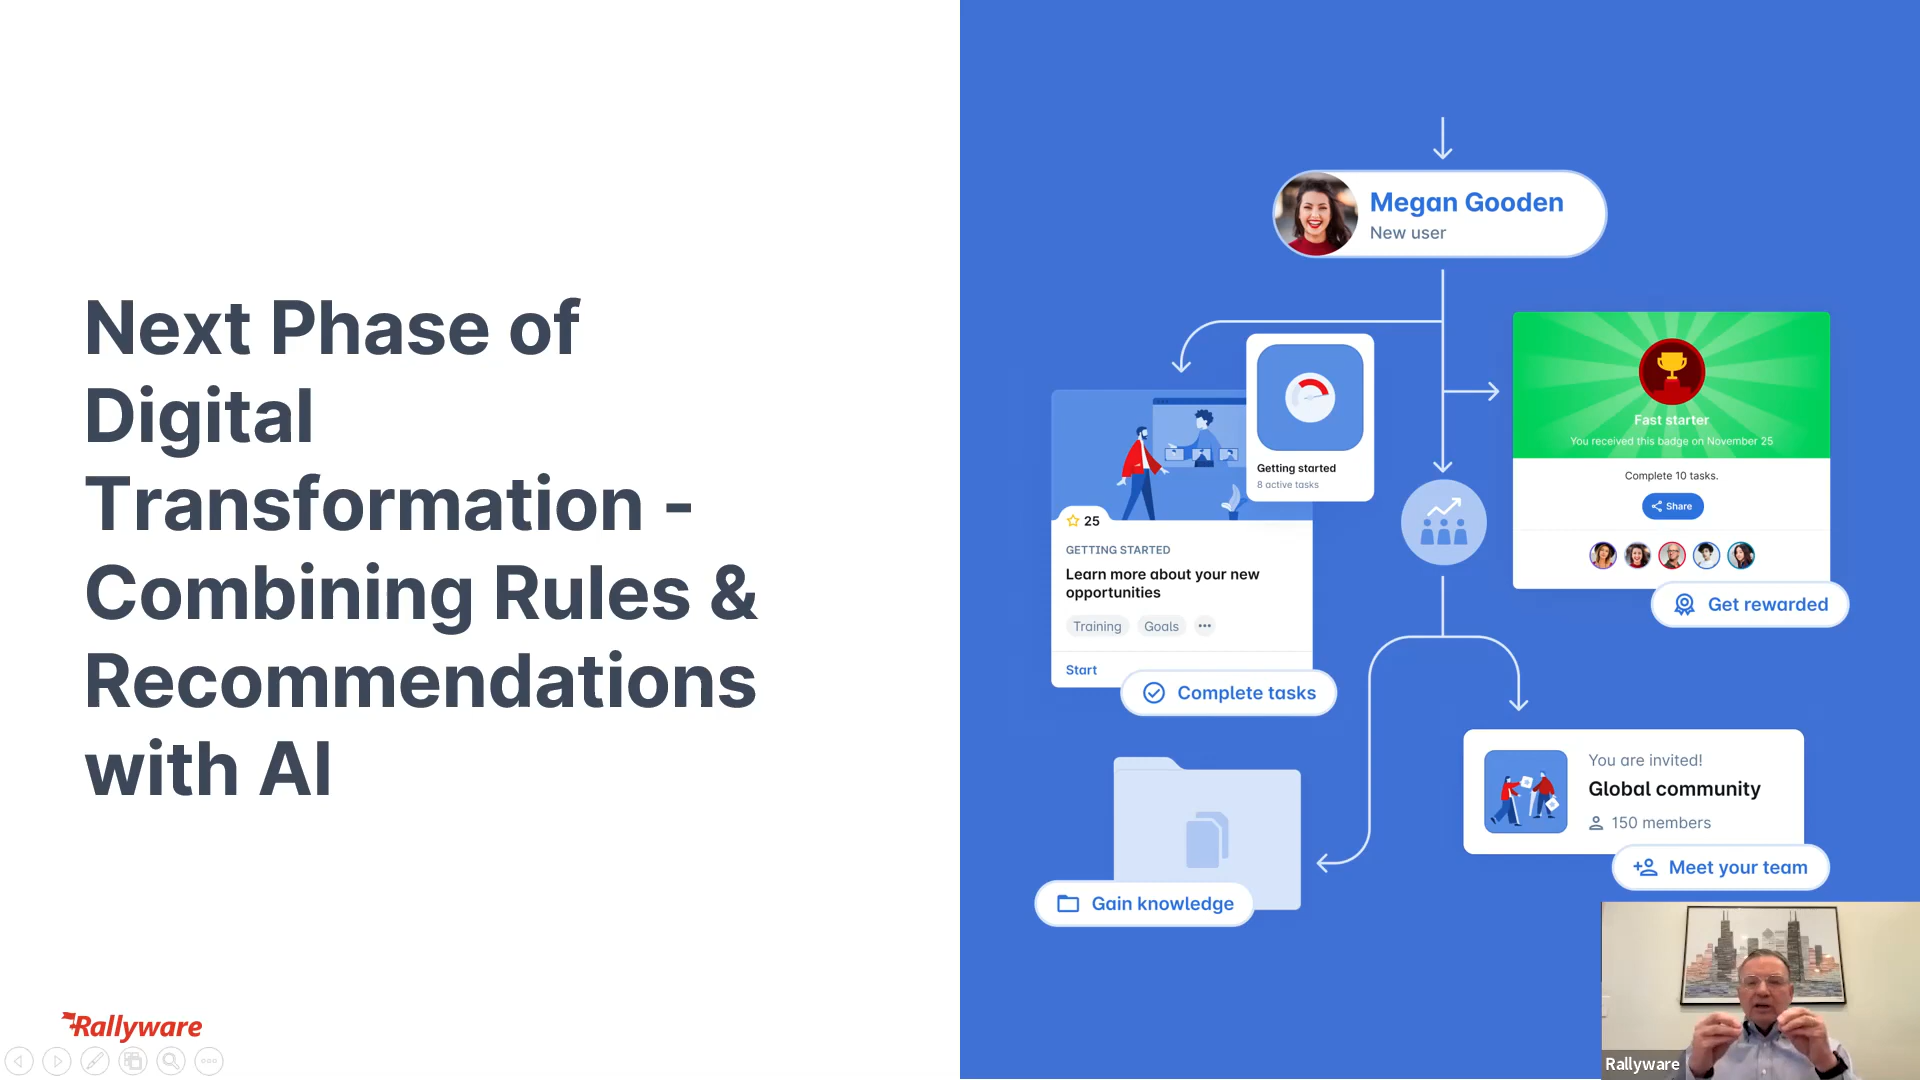 Next Phase of
Digital
Transformation -
Combining Rules &
Recommendations
with AI
Rallyware
Megan Gooden
New user
Getting started
8 active tasks
25
GETTING STARTED
Learn more about your new
opportunities
Training Goals
Start
Complete tasks
Fast starter
You received this badge on November 25
Complete 10 tasks.
Share
Get rewarded
You are invited!
Global community
150 members
Meet your team
Gain knowledge
Rallyware